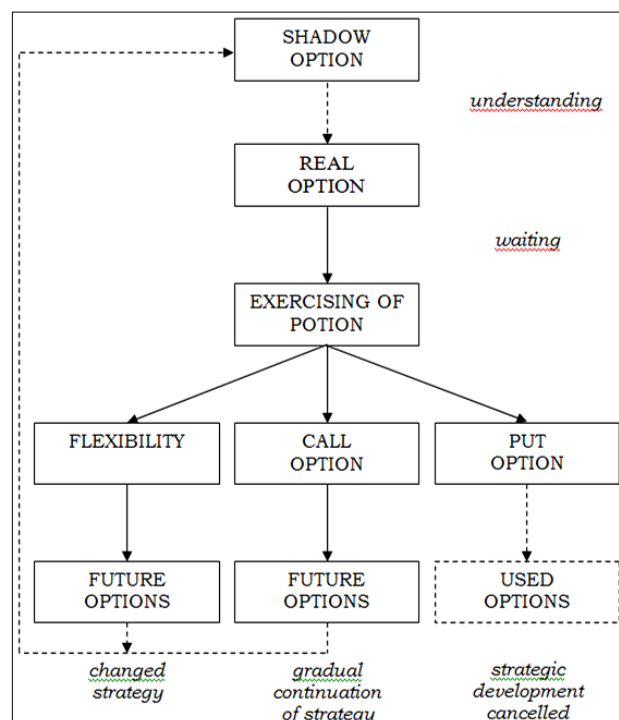 SHADOW
OPTION
understanding
REAL
OPTION
waiting
EXERCISING OF
POTION
FLEXIBILITY
CALL
OPTION
PUT
OPTION
FUTURE
OPTIONS
FUTURE
OPTIONS
USED
OPTIONS
changed
strategy
gradual
continuation
of strategy
strategic
development
cancelled